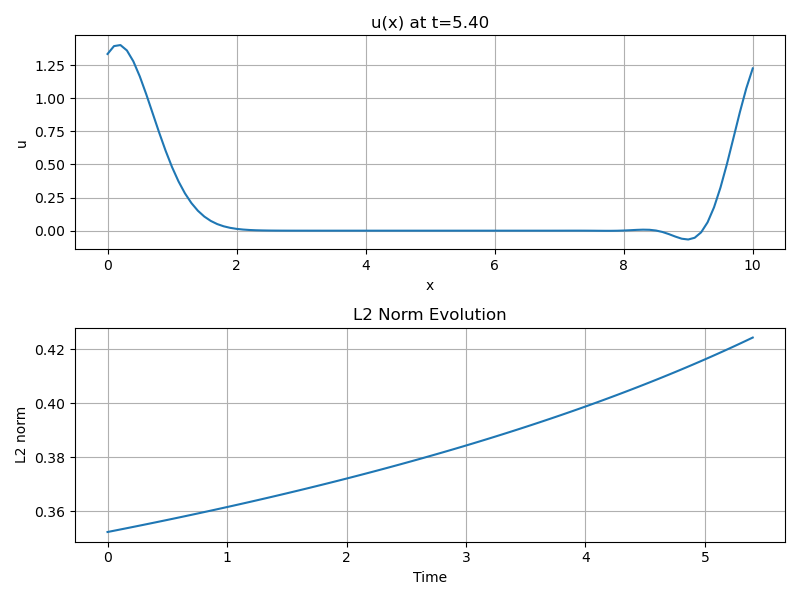 u(x) at t=5.40
u
1.25
1.00
0.75
0.50
0.25
0.00
0 2 4 6 8 10
x
L2 Norm Evolution
L2 norm
0.42
0.40
0.38
0.36
0 1 2 3 4 5
Time